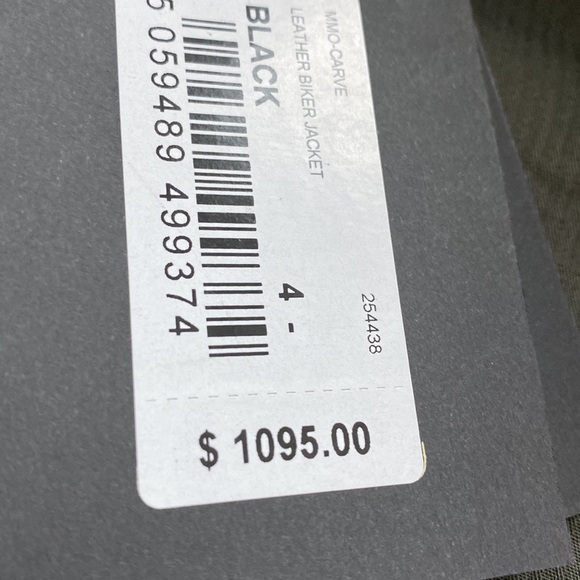 MMO-CARVE
LEATHER BIKER JACKET
254438
BLACK
4 -
5 059489 499374
$ 1095.00